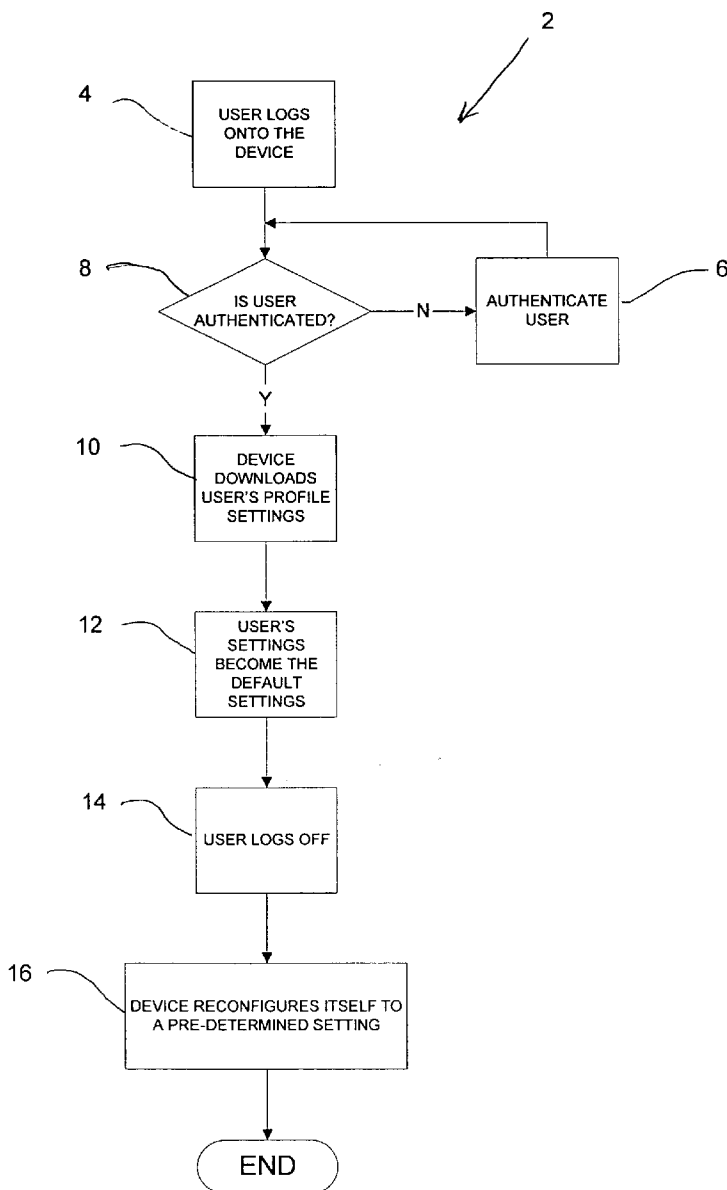 2
4
USER LOGS
ONTO THE
DEVICE
8
IS USER
AUTHENTICATED?
N
AUTHENTICATE
USER
6
Y
10
DEVICE
DOWNLOADS
USER'S PROFILE
SETTINGS
12
USER'S
SETTINGS
BECOME THE
DEFAULT
SETTINGS
14
USER LOGS OFF
16
DEVICE RECONFIGURES ITSELF TO
A PRE-DETERMINED SETTING
END